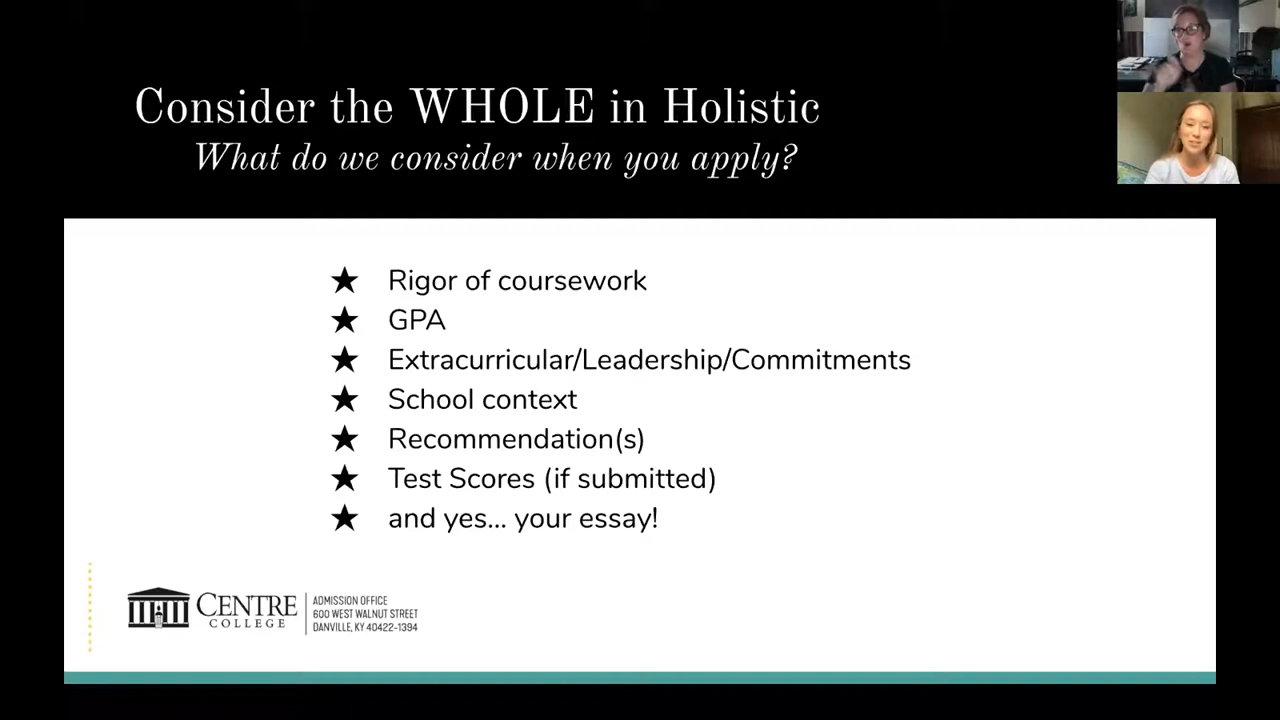 Consider the WHOLE in Holistic
What do we consider when you apply?
★ Rigor of coursework
★ GPA
★ Extracurricular/Leadership/Commitments
★ School context
★ Recommendation(s)
★ Test Scores (if submitted)
★ and yes... your essay!
CENTRE
COLLEGE
ADMISSION OFFICE
600 WEST WALNUT STREET
DANVILLE, KY 40422-1394